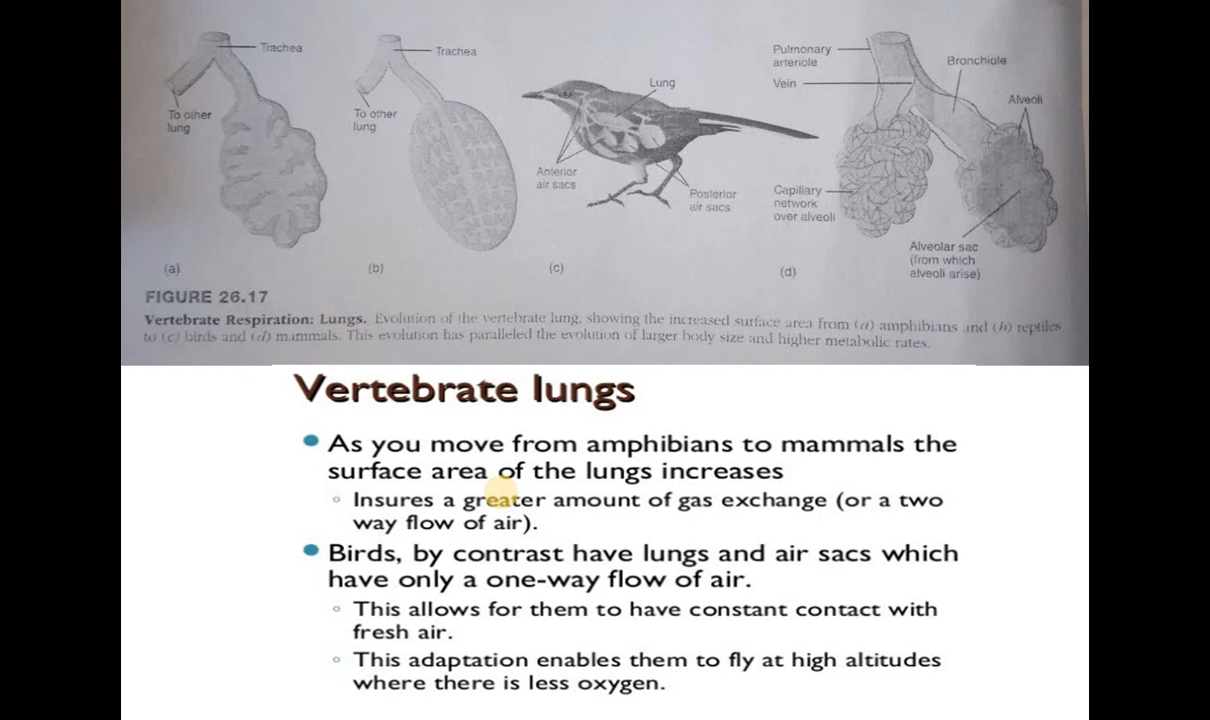 Trachea
To other
lung
(a)
Trachea
To other
lung
(b)
Lung
Anterior
air sacs
Posterior
air sacs
(c)
Pulmonary
arteriole
Vein
Bronchiole
Alveoli
Capillary
network
over alveoli
Alveolar sac
(from which
alveoli arise)
(d)
FIGURE 26.17
Vertebrate Respiration: Lungs. Evolution of the vertebrate lung, showing the increased surface area from (a) amphibians and (b) reptiles
to (c) birds and (d) mammals. This evolution has paralleled the evolution of larger body size and higher metabolic rates.
Vertebrate lungs
As you move from amphibians to mammals the
surface area of the lungs increases
Insures a greater amount of gas exchange (or a two
way flow of air).
Birds, by contrast have lungs and air sacs which
have only a one-way flow of air.
This allows for them to have constant contact with
fresh air.
This adaptation enables them to fly at high altitudes
where there is less oxygen.